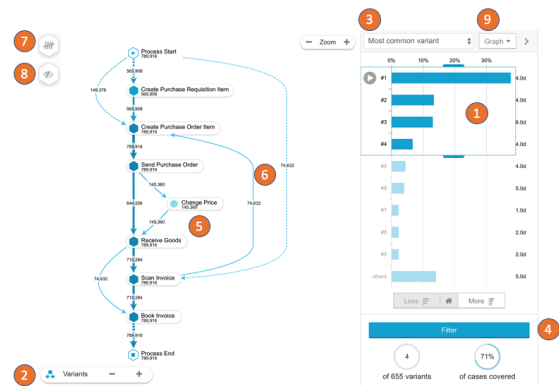 7
8
Process Start
789,916
565,908
149,376
Create Purchase Requisition Item
565,908
565,908
Create Purchase Order Item
789,916
789,916
Send Purchase Order
789,916
145,360
644,556
Change Price
145,360
145,360
5
6
74,632
74,632
Receive Goods
789,916
715,284
74,632
Scan Invoice
789,916
715,284
Book Invoice
789,916
789,916
Process End
789,916
2
Variants
Zoom
3
9
Most common variant
Graph
0% 10% 20% 30%
#1 4.0d
#2 4.0d
#3
#4 4.0d
1
#5 4.0d
#6 5.0d
#7 1.0d
#8 2.0d
#9 2.0d
others 5.0d
Less
More
Filter
4
4
of 655 variants
71%
of cases covered